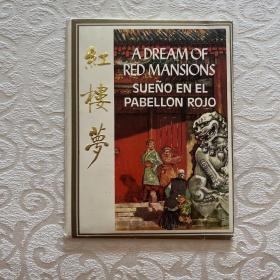 紅樓夢
A DREAM OF
RED MANSIONS
SUEÑO EN EL
PABELLON ROJO